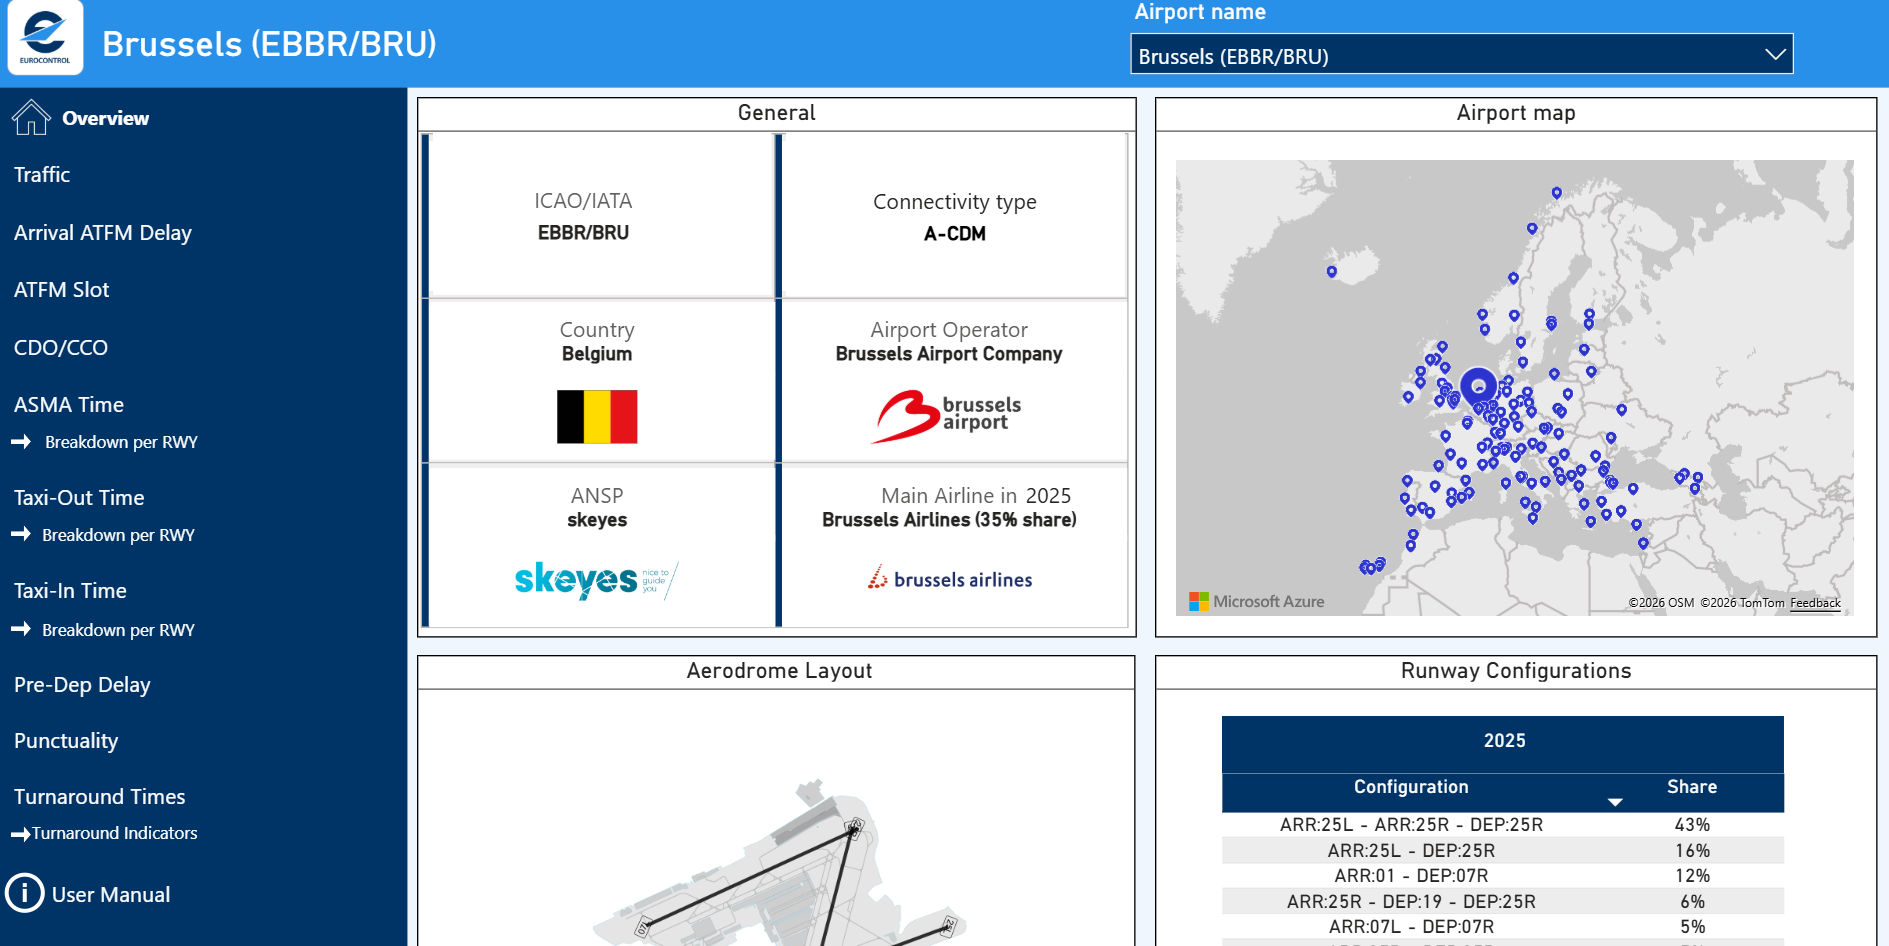 EUROCONTROL
Brussels (EBBR/BRU)
Airport name
Brussels (EBBR/BRU)
Overview
Traffic
Arrival ATFM Delay
ATFM Slot
CDO/CCO
ASMA Time
Breakdown per RWY
Taxi-Out Time
Breakdown per RWY
Taxi-In Time
Breakdown per RWY
Pre-Dep Delay
Punctuality
Turnaround Times
Turnaround Indicators
User Manual
General
ICAO/IATA
EBBR/BRU
Connectivity type
A-CDM
Country
Belgium
Airport Operator
Brussels Airport Company
brussels
airport
ANSP
skeyes
skeyes
nice to
guide
you
Main Airline in 2025
Brussels Airlines (35% share)
brussels airlines
Airport map
Microsoft Azure
©2026 OSM ©2026 TomTom Feedback
Aerodrome Layout
07L
25L
Runway Configurations
2025
Configuration Share
ARR:25L - ARR:25R - DEP:25R 43%
ARR:25L - DEP:25R 16%
ARR:01 - DEP:07R 12%
ARR:25R - DEP:19 - DEP:25R 6%
ARR:07L - DEP:07R 5%